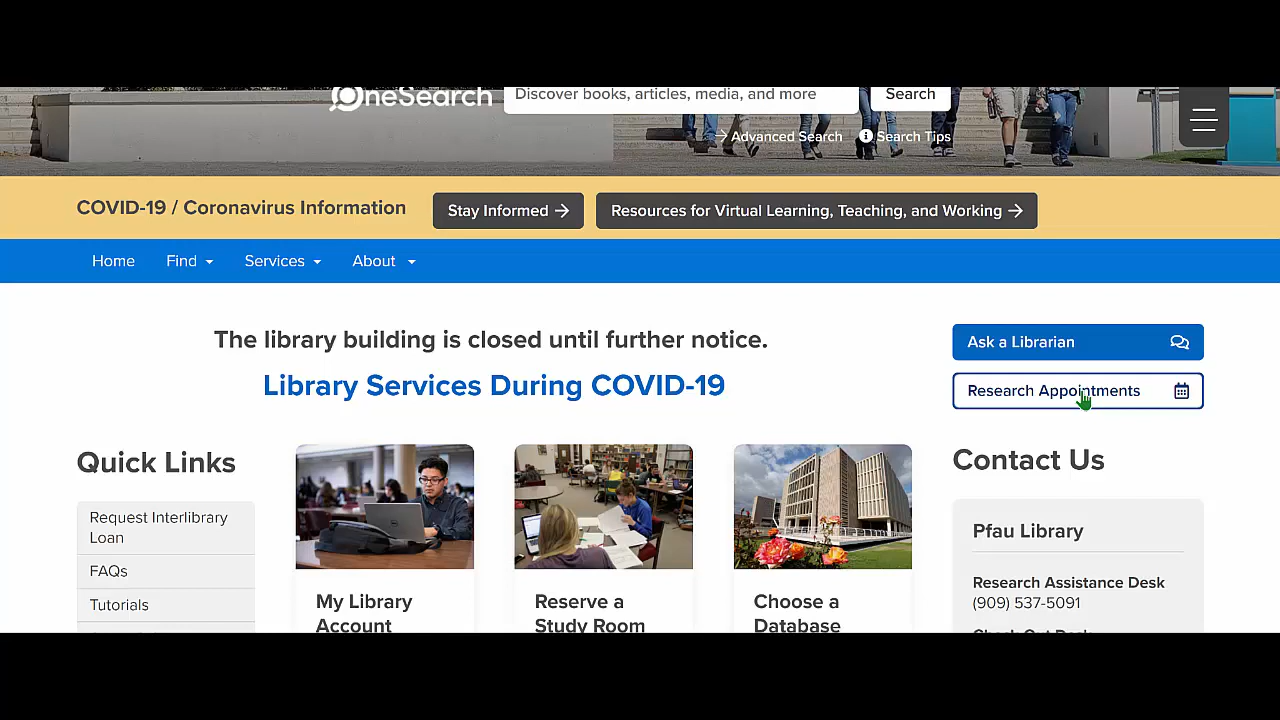 OneSearch
Discover books, articles, media, and more
Search
Advanced Search
Search Tips
COVID-19 / Coronavirus Information
Stay Informed
Resources for Virtual Learning, Teaching, and Working
Home
Find
Services
About
The library building is closed until further notice.
Library Services During COVID-19
Ask a Librarian
Research Appointments
Quick Links
Request Interlibrary
Loan
FAQs
Tutorials
My Library
Account
Reserve a
Study Room
Choose a
Database
Contact Us
Pfau Library
Research Assistance Desk
(909) 537-5091